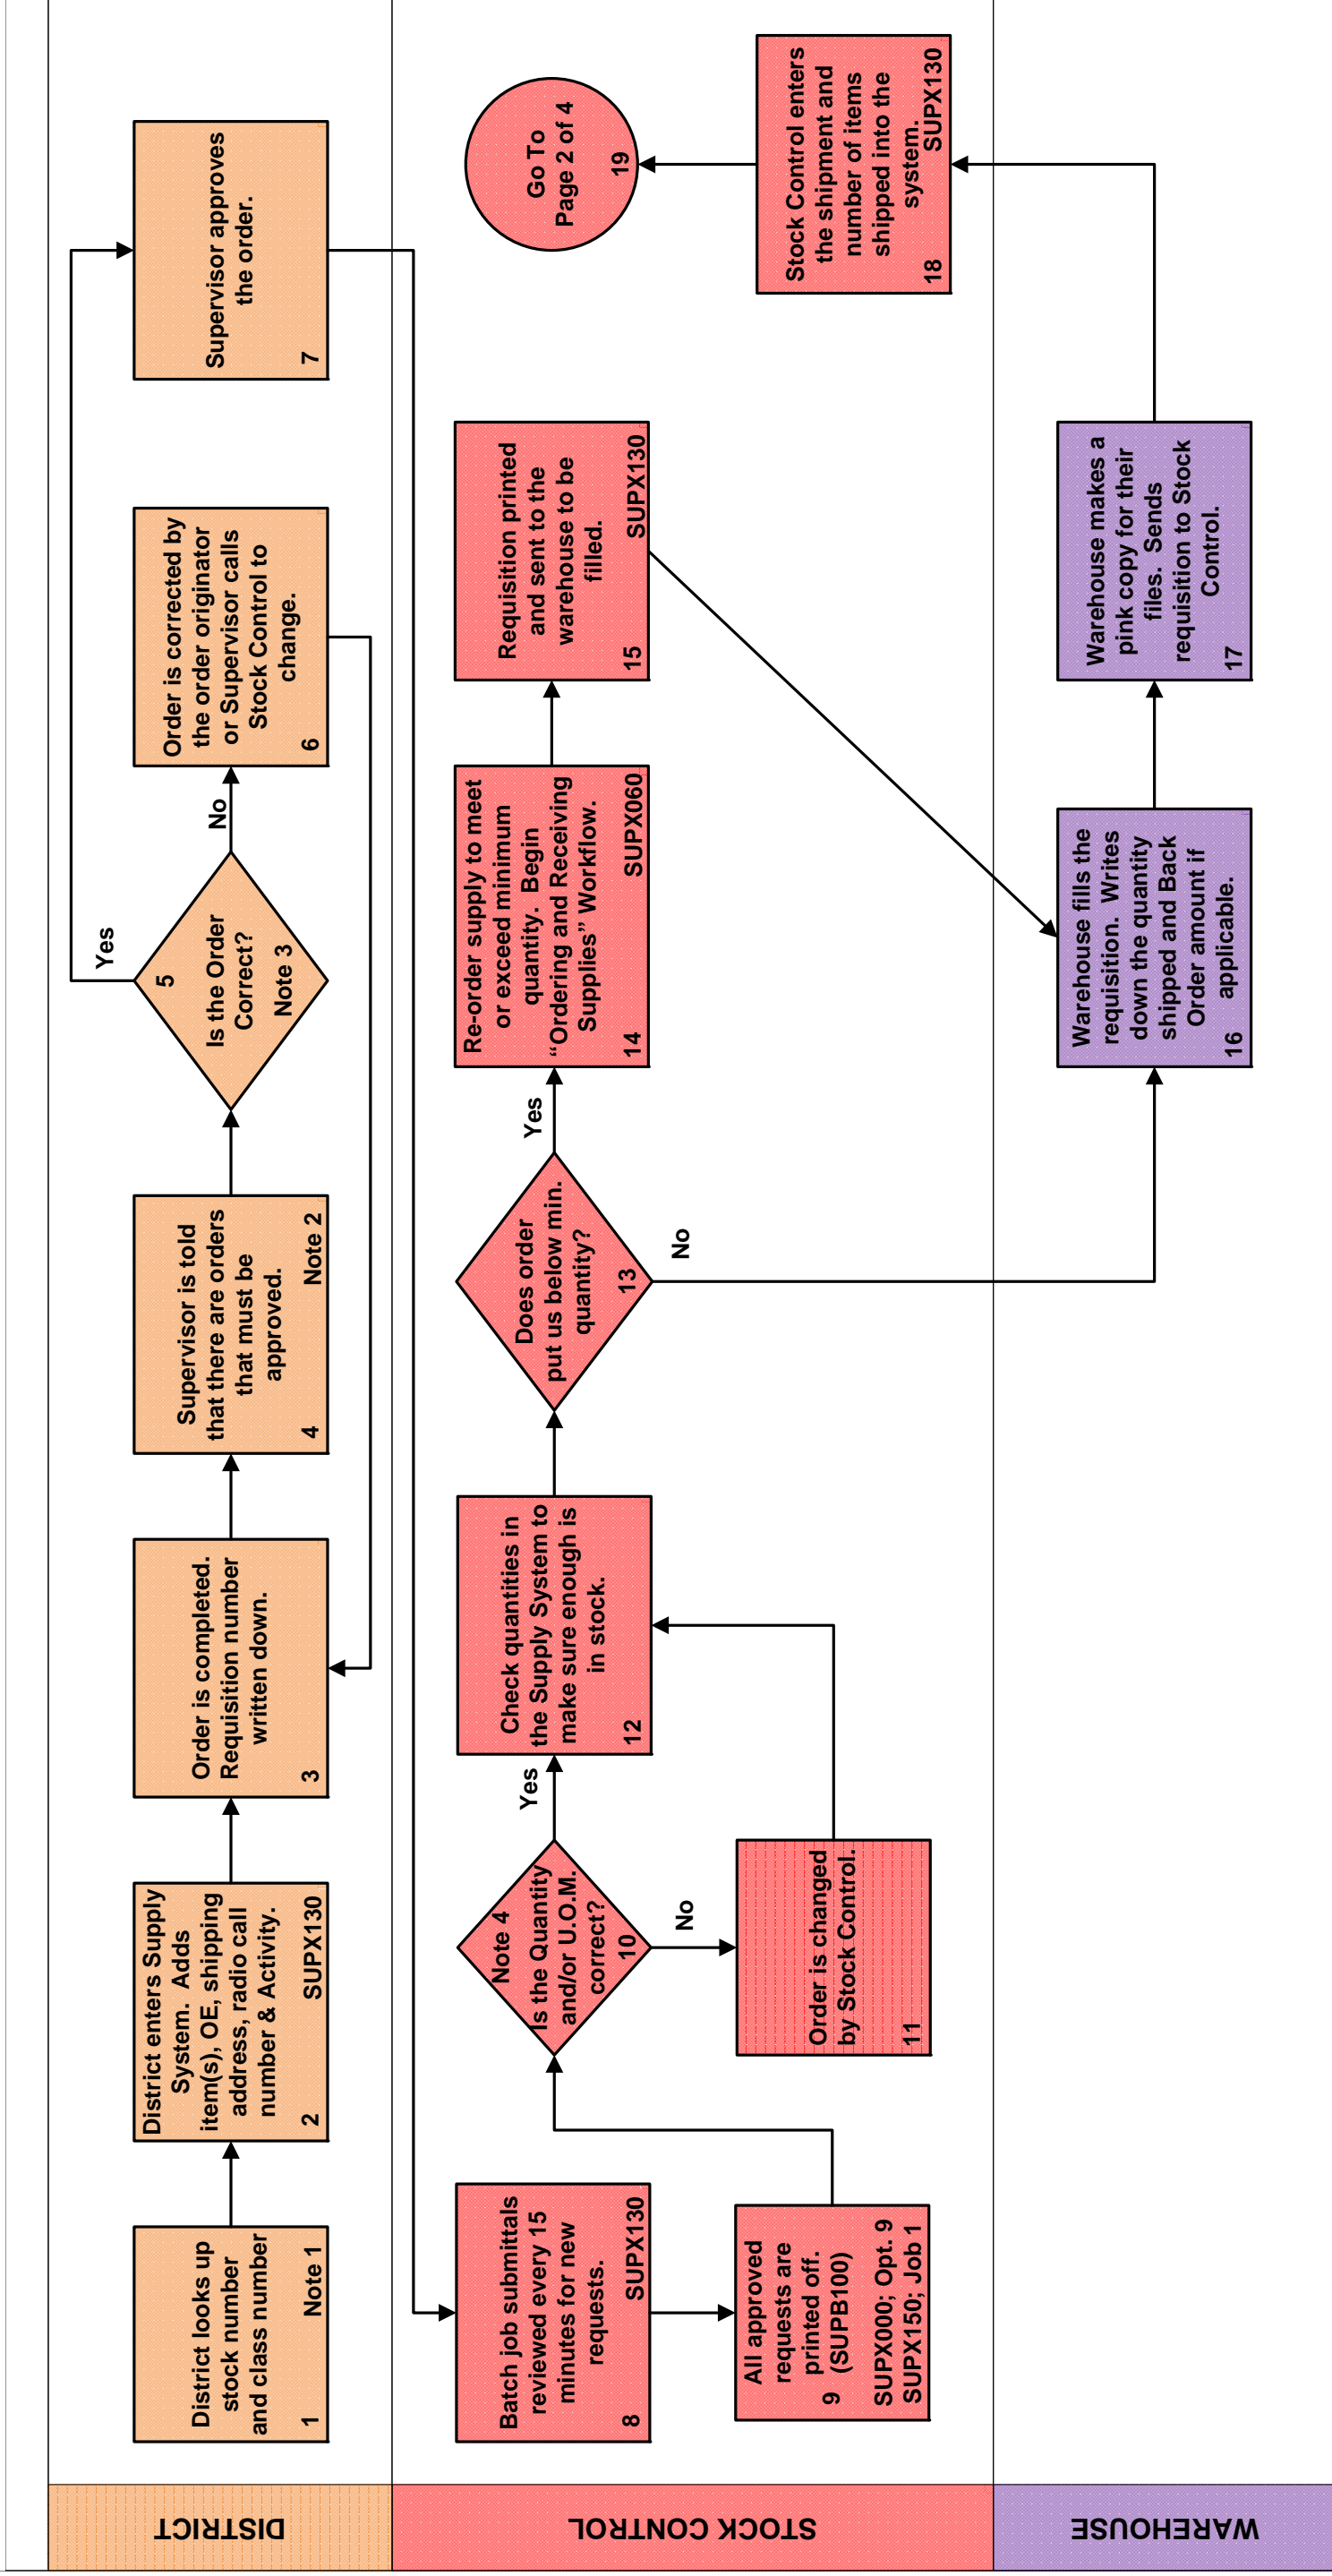 DISTRICT
District looks up
stock number
and class number
1 Note 1
District enters Supply
System. Adds
item(s), OE, shipping
address, radio call
number & Activity.
2 SUPX130
Order is completed.
Requisition number
written down.
3
Supervisor is told
that there are orders
that must be
approved.
4 Note 2
5
Is the Order
Correct?
Note 3
Yes
No
Order is corrected by
the order originator
or Supervisor calls
Stock Control to
change.
6
Supervisor approves
the order.
7
STOCK CONTROL
Batch job submittals
reviewed every 15
minutes for new
requests.
8 SUPX130
All approved
requests are
printed off.
9 (SUPB100)
SUPX000; Opt. 9
SUPX150; Job 1
Note 4
Is the Quantity
and/or U.O.M.
correct?
10
Yes
No
Order is changed
by Stock Control.
11
Check quantities in
the Supply System to
make sure enough is
in stock.
12
Does order
put us below min.
quantity?
13
Yes
No
Re-order supply to meet
or exceed minimum
quantity. Begin
“Ordering and Receiving
Supplies” Workflow.
14 SUPX060
Requisition printed
and sent to the
warehouse to be
filled.
15 SUPX130
Stock Control enters
the shipment and
number of items
shipped into the
system.
18 SUPX130
Go To
Page 2 of 4
19
WAREHOUSE
Warehouse fills the
requisition. Writes
down the quantity
shipped and Back
Order amount if
applicable.
16
Warehouse makes a
pink copy for their
files. Sends
requisition to Stock
Control.
17